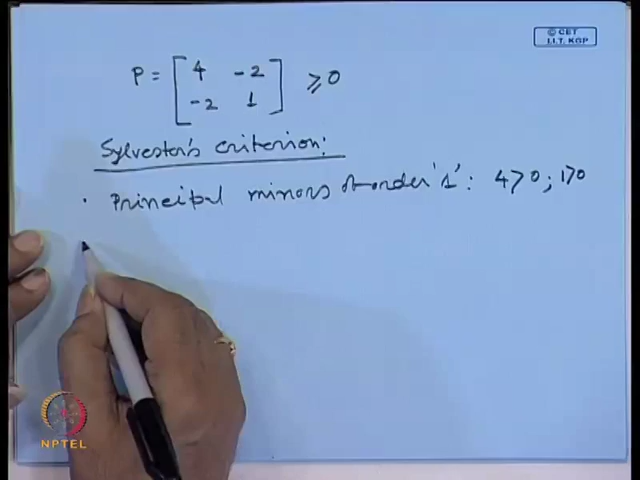 © CET
I.I.T. KGP
P = [ 4 -2
-2 1 ] ≥ 0
Sylvester's criterion:
· Principal minors of order '1': 4>0; 1>0
NPTEL